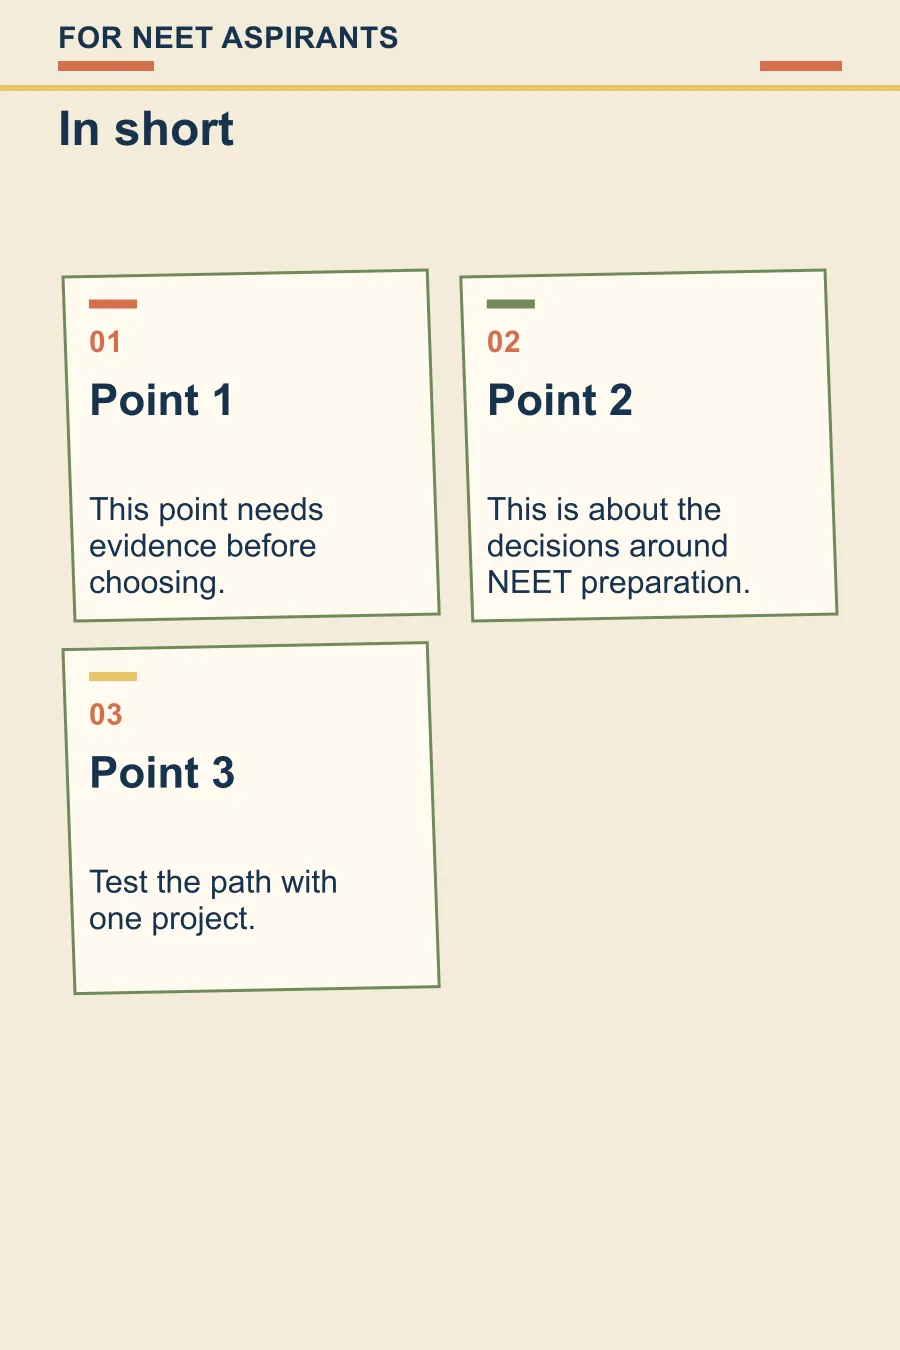 FOR NEET ASPIRANTS
In short
01
Point 1
This point needs
evidence before
choosing.
02
Point 2
This is about the
decisions around
NEET preparation.
03
Point 3
Test the path with
one project.